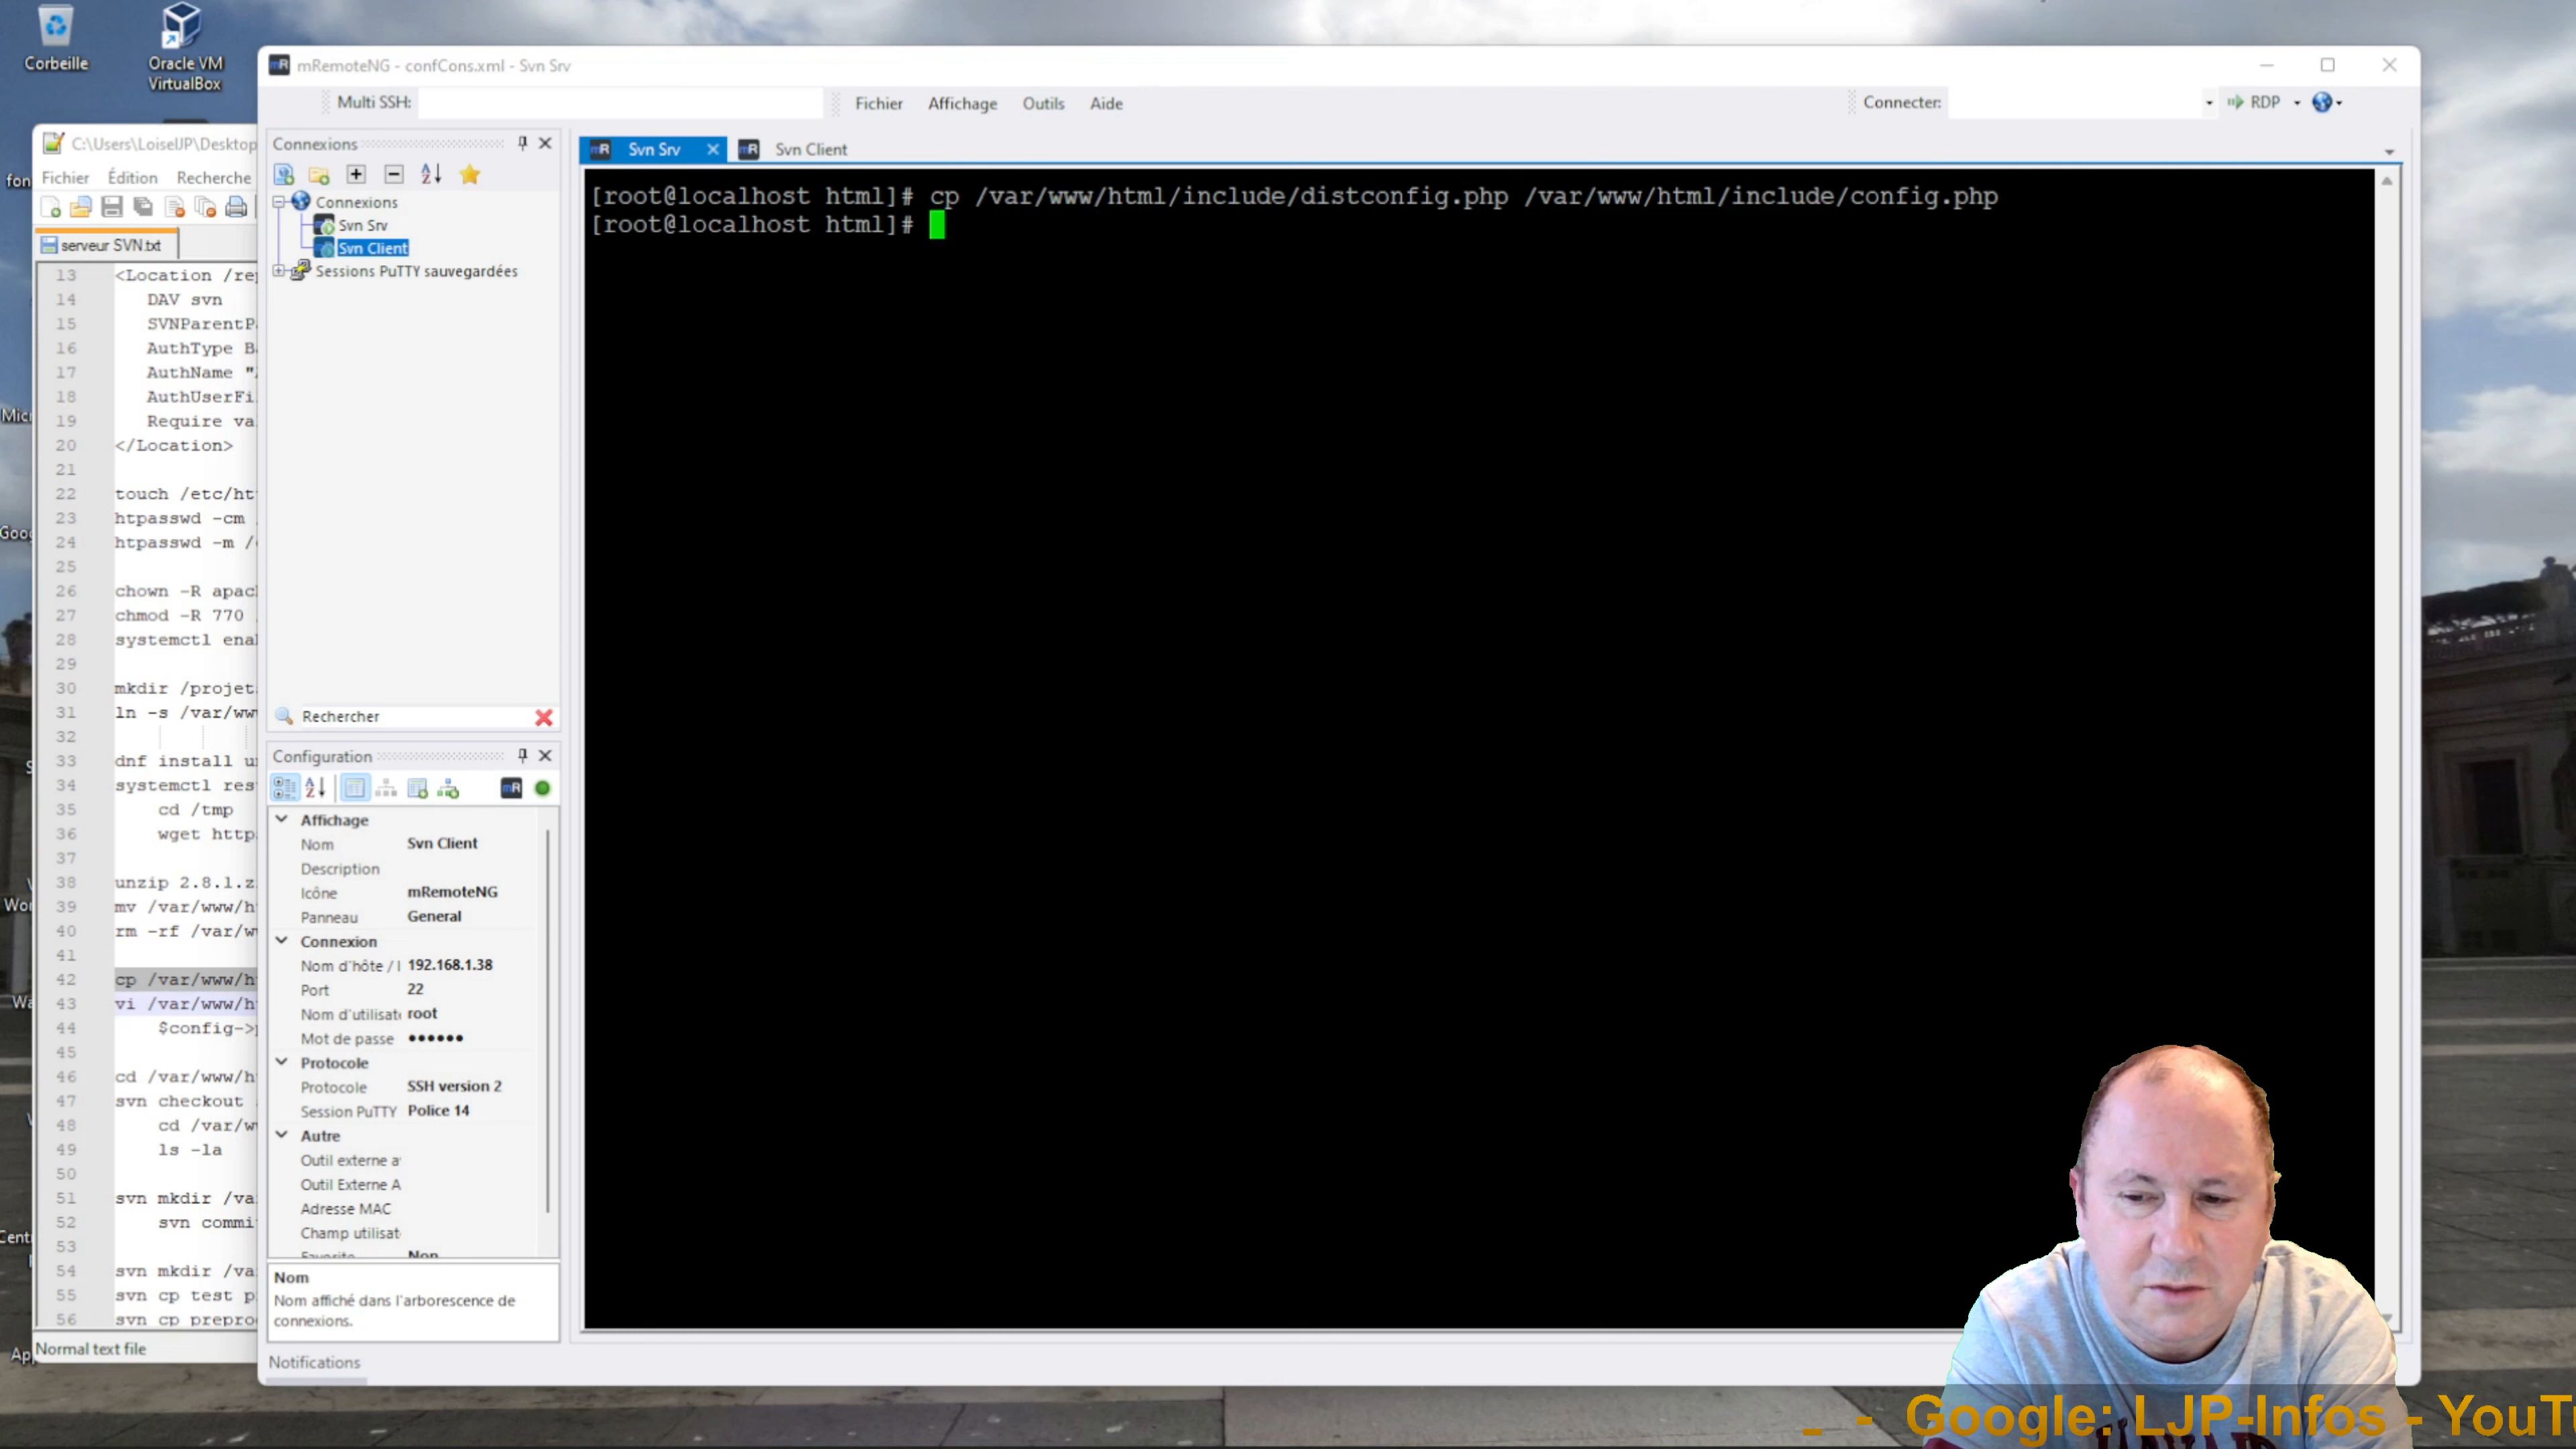 Corbeille
Oracle VM
VirtualBox
mRemoteNG - confCons.xml - Svn Srv
Multi SSH:
Fichier Affichage Outils Aide
Connecter:
RDP
C:\Users\LoiselJP\Desktop
Fichier Édition Recherche
serveur SVN.txt
Connexions
Connexions
Svn Srv
Svn Client
Sessions PuTTY sauvegardées
Rechercher
Svn Srv
Svn Client
[root@localhost html]# cp /var/www/html/include/distconfig.php /var/www/html/include/config.php
[root@localhost html]#
13 <Location /rep
14 DAV svn
15 SVNParentP
16 AuthType B
17 AuthName "
18 AuthUserFi
19 Require va
20 </Location>
21
22 touch /etc/ht
23 htpasswd -cm
24 htpasswd -m /
25
26 chown -R apac
27 chmod -R 770
28 systemctl ena
29
30 mkdir /projet
31 ln -s /var/ww
32
33 dnf install u
34 systemctl res
35 cd /tmp
36 wget http
37
38 unzip 2.8.1.z
39 mv /var/www/h
40 rm -rf /var/w
41
42 cp /var/www/h
43 vi /var/www/h
44 $config->
45
46 cd /var/www/h
47 svn checkout
48 cd /var/w
49 ls -la
50
51 svn mkdir /va
52 svn commi
53
54 svn mkdir /va
55 svn cp test p
56 svn cp prepro
Normal text file
Configuration
Affichage
Nom Svn Client
Description
Icône mRemoteNG
Panneau General
Connexion
Nom d'hôte / I 192.168.1.38
Port 22
Nom d'utilisat root
Mot de passe ●●●●●●
Protocole
Protocole SSH version 2
Session PuTTY Police 14
Autre
Outil externe a
Outil Externe A
Adresse MAC
Champ utilisat
Favorite Non
Nom
Nom affiché dans l'arborescence de
connexions.
Notifications
_ - Google: LJP-Infos - YouT